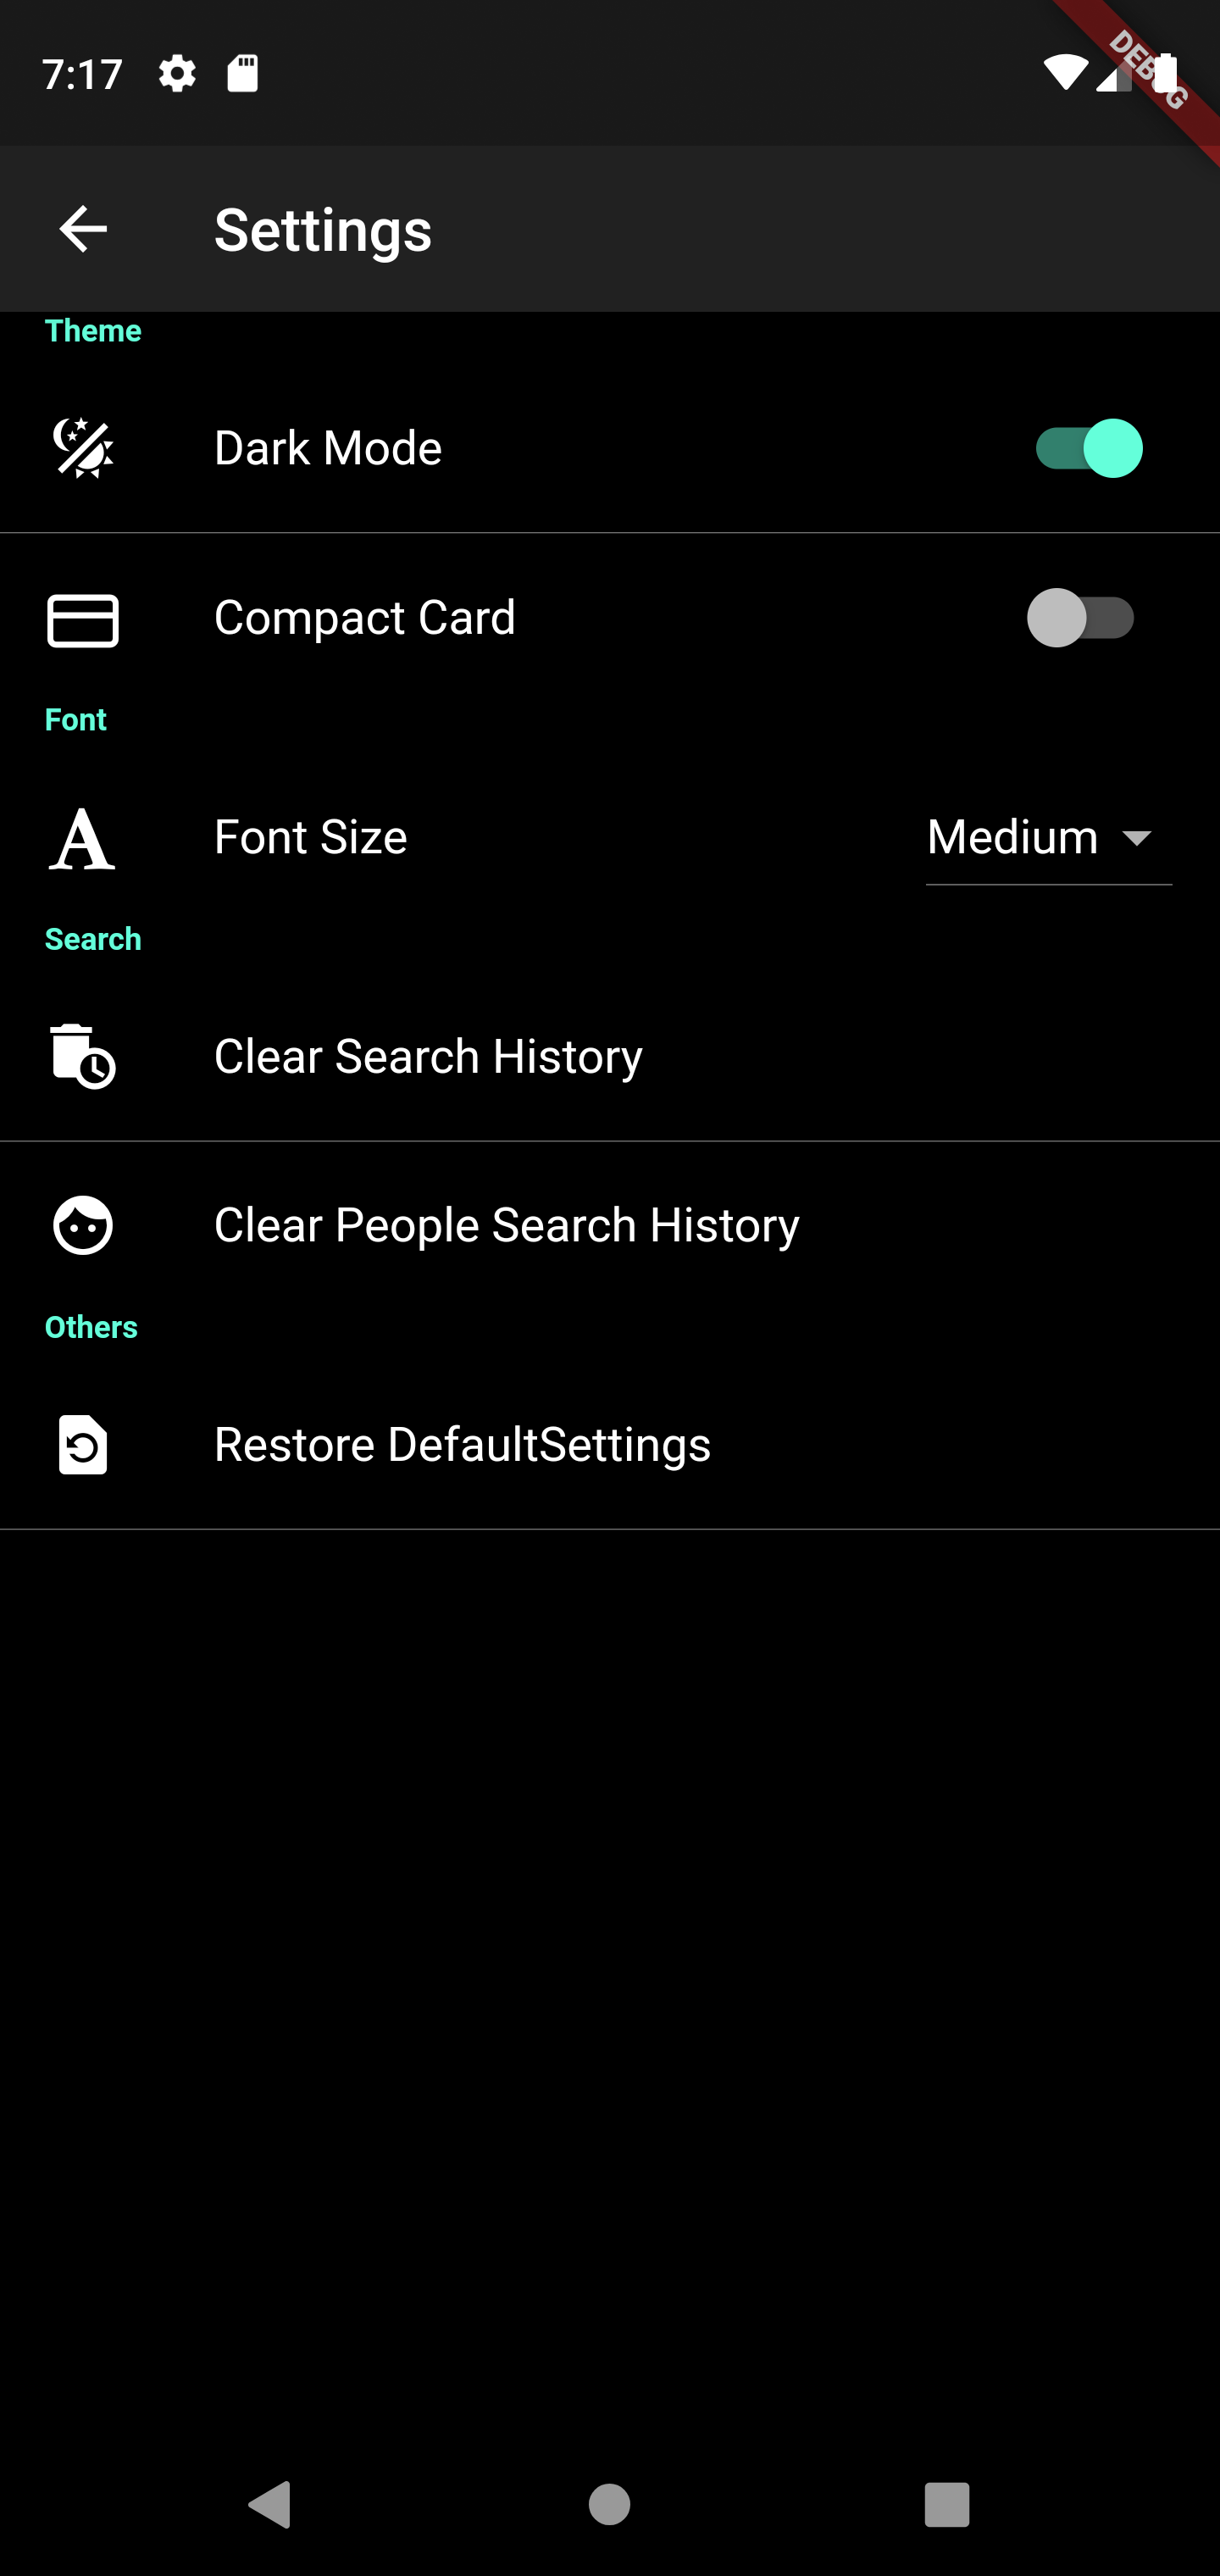 7:17
DEBUG
Settings
Theme
Dark Mode
Compact Card
Font
Font Size Medium
Search
Clear Search History
Clear People Search History
Others
Restore DefaultSettings